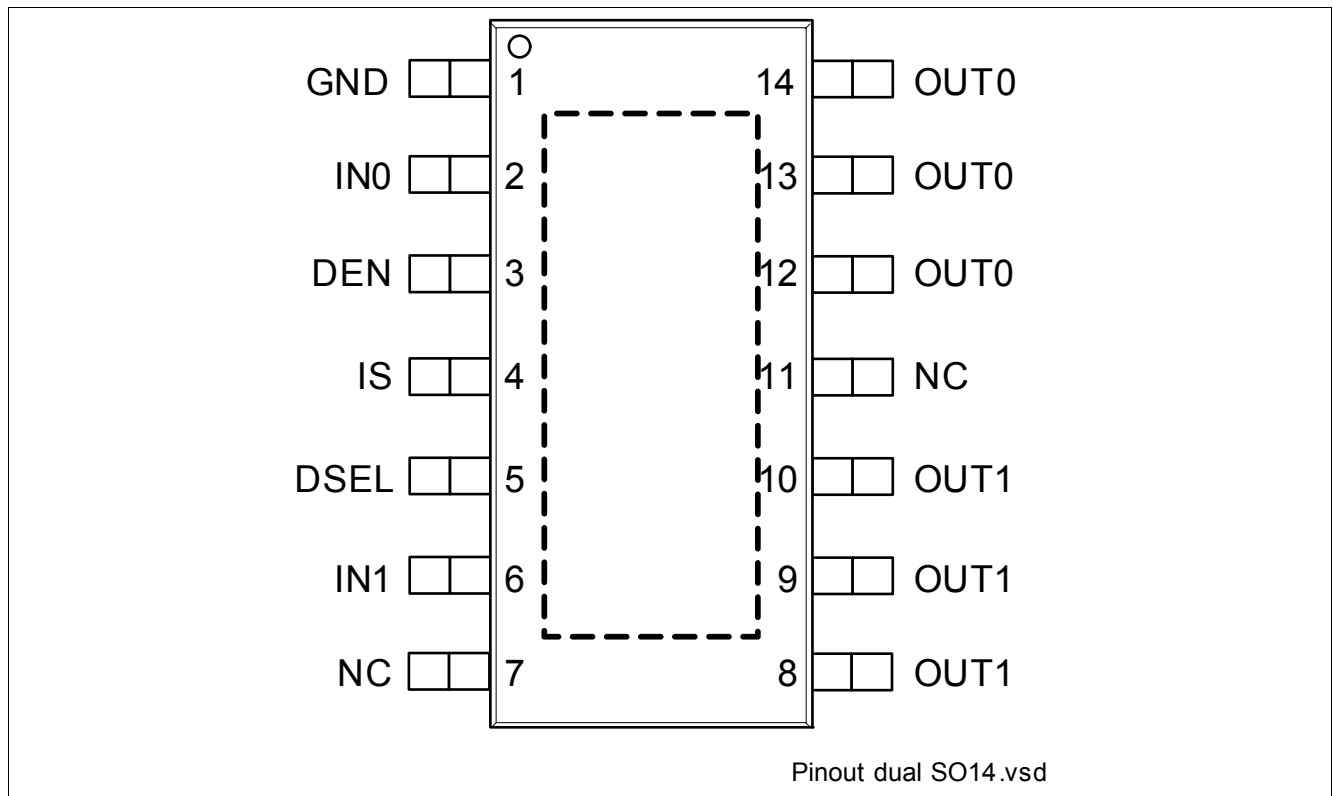 GND 1 14 OUT0
IN0 2 13 OUT0
DEN 3 12 OUT0
IS 4 11 NC
DSEL 5 10 OUT1
IN1 6 9 OUT1
NC 7 8 OUT1
Pinout dual SO14.vsd